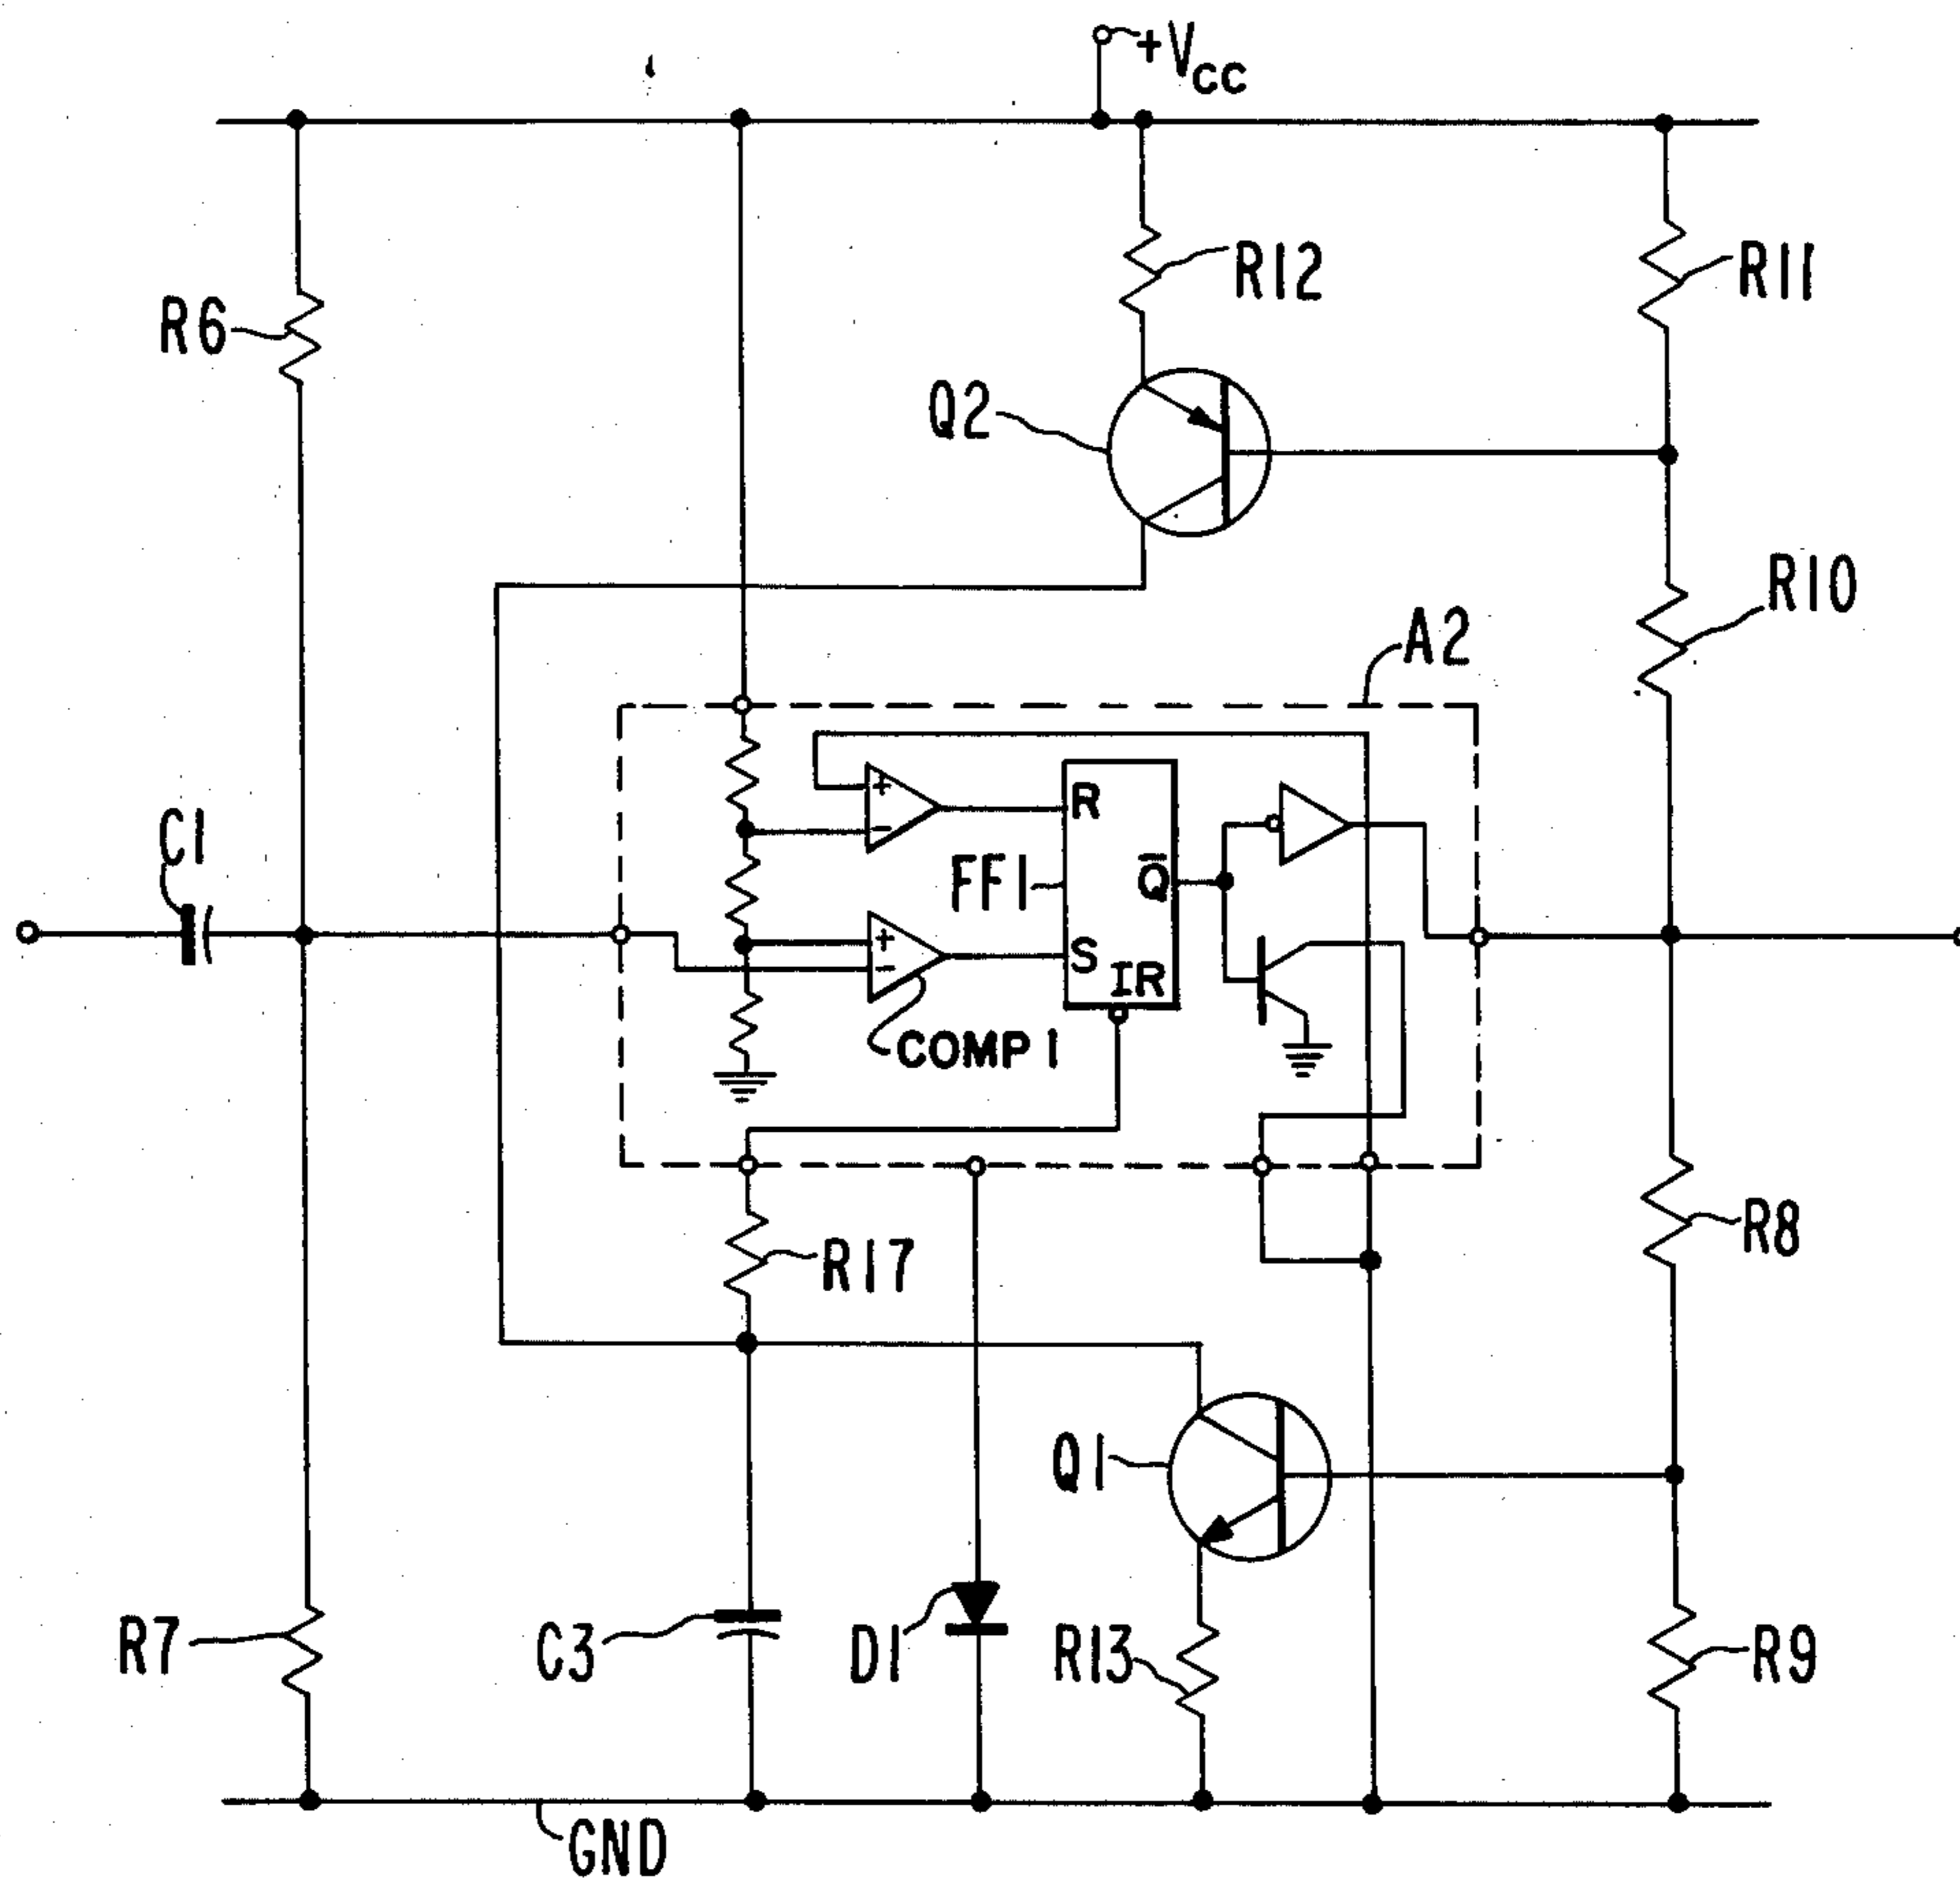 +VCC
R12
R11
R6
Q2
R10
A2
C1
+
−
R
FF1
Q̅
+
−
S
IR
COMP 1
R17
R8
Q1
R7
C3
D1
R13
R9
GND